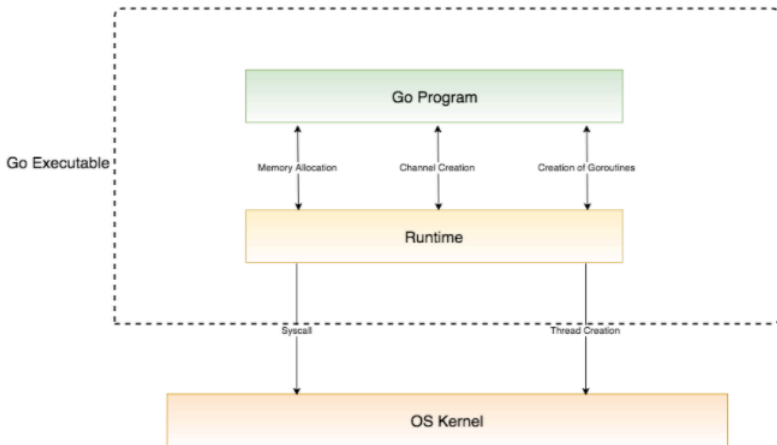 Go Program
Go Executable
Memory Allocation
Channel Creation
Creation of Goroutines
Runtime
Syscall
Thread Creation
OS Kernel